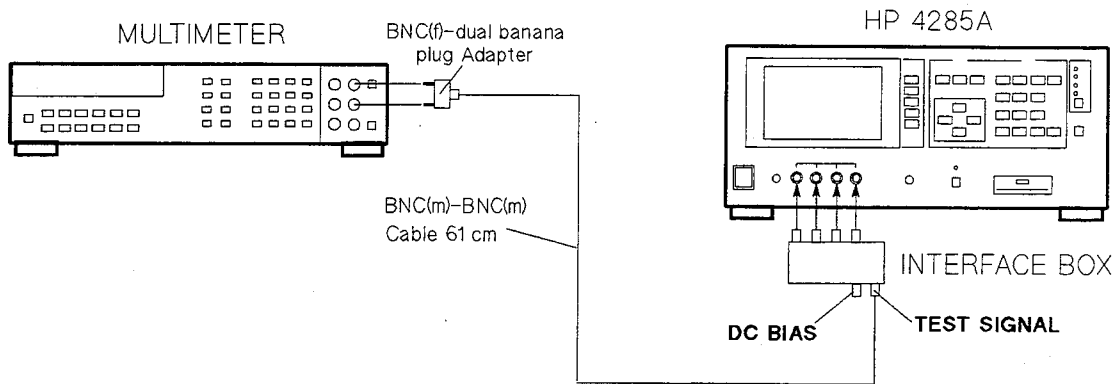 MULTIMETER
BNC(f)-dual banana
plug Adapter
HP 4285A
BNC(m)-BNC(m)
Cable 61 cm
INTERFACE BOX
DC BIAS
TEST SIGNAL